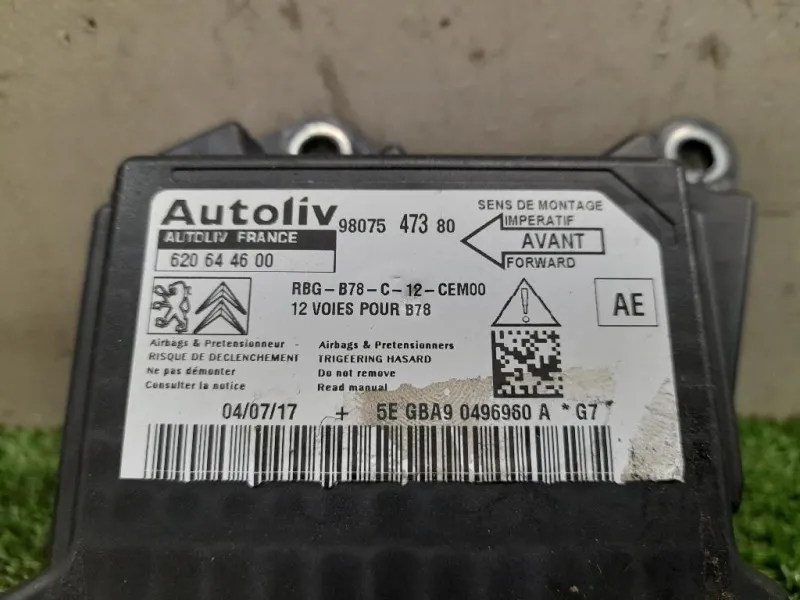 Autoliv
AUTOLIV FRANCE
620 64 46 00
98075 473 80
SENS DE MONTAGE
IMPERATIF
AVANT
FORWARD
RBG-B78-C-12-CEM00
12 VOIES POUR B78
AE
Airbags & Pretensionneur
RISQUE DE DECLENCHEMENT
Ne pas démonter
Consulter la notice
Airbags & Pretensionners
TRIGEERING HASARD
Do not remove
Read manual
04/07/17 + 5E GBA9 0496960 A *G7*